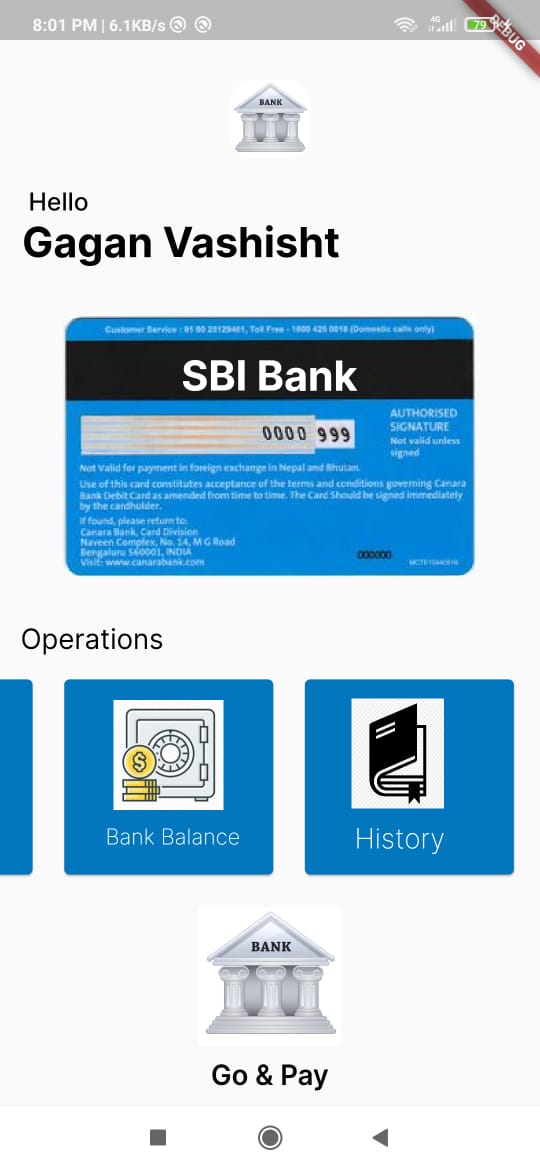 8:01 PM | 6.1KB/s
4G
79
DEBUG
BANK
Hello
Gagan Vashisht
Customer Service : 91 80 25129461, Toll Free - 1800 425 0018 (Domestic calls only)
SBI Bank
0000 999
AUTHORISED
SIGNATURE
Not valid unless
signed
Not Valid for payment in foreign exchange in Nepal and Bhutan.
Use of this card constitutes acceptance of the terms and conditions governing Canara
Bank Debit Card as amended from time to time. The Card Should be signed immediately
by the cardholder.
If found, please return to:
Canara Bank, Card Division
Naveen Complex, No. 14, M G Road
Bengaluru 560001, INDIA
Visit: www.canarabank.com
000000
Operations
Bank Balance
History
BANK
Go & Pay